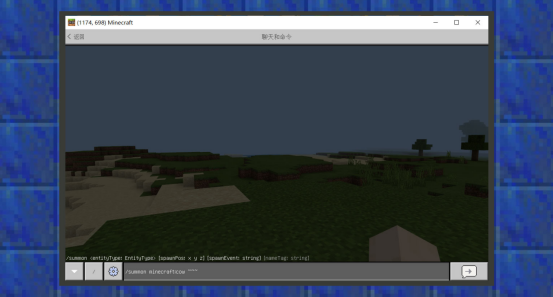 (1174, 698) Minecraft
< 返回
聊天和命令
/summon <entityType: EntityType> [spawnPos: x y z] [spawnEvent: string] [nameTag: string]
/
/summon minecraft:cow ~~~